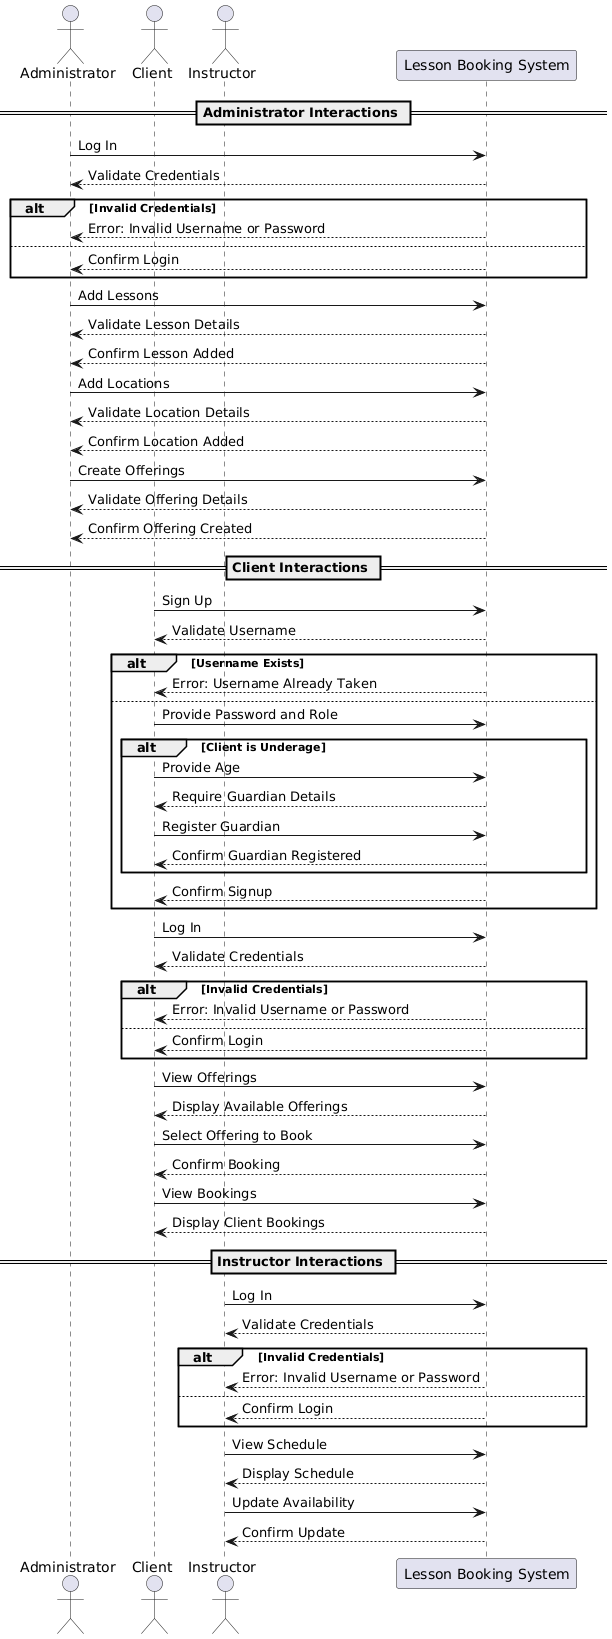 Administrator Client Instructor Lesson Booking System
Administrator Interactions
Log In
Validate Credentials
alt [Invalid Credentials]
Error: Invalid Username or Password
Confirm Login
Add Lessons
Validate Lesson Details
Confirm Lesson Added
Add Locations
Validate Location Details
Confirm Location Added
Create Offerings
Validate Offering Details
Confirm Offering Created
Client Interactions
Sign Up
Validate Username
alt [Username Exists]
Error: Username Already Taken
Provide Password and Role
alt [Client is Underage]
Provide Age
Require Guardian Details
Register Guardian
Confirm Guardian Registered
Confirm Signup
Log In
Validate Credentials
alt [Invalid Credentials]
Error: Invalid Username or Password
Confirm Login
View Offerings
Display Available Offerings
Select Offering to Book
Confirm Booking
View Bookings
Display Client Bookings
Instructor Interactions
Log In
Validate Credentials
alt [Invalid Credentials]
Error: Invalid Username or Password
Confirm Login
View Schedule
Display Schedule
Update Availability
Confirm Update
Administrator Client Instructor Lesson Booking System